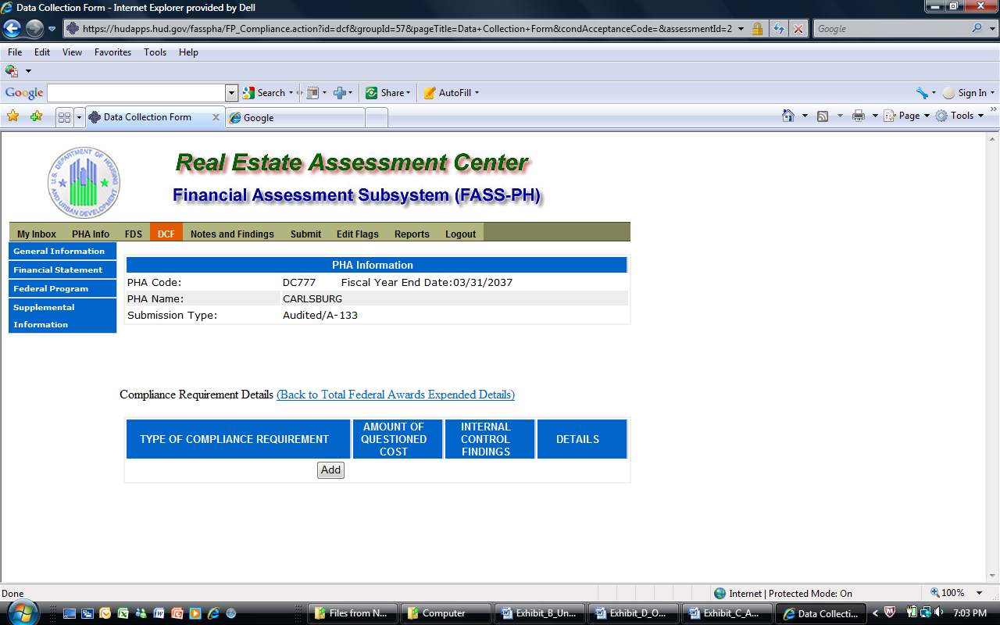 Data Collection Form - Internet Explorer provided by Dell
https://hudapps.hud.gov/fasspha/FP_Compliance.action?id=dcf&groupId=57&pageTitle=Data+Collection+Form&condAcceptanceCode=&assessmentId=2
Google
File Edit View Favorites Tools Help
Google Search Share AutoFill Sign In
Data Collection Form Google Page Tools
U.S. DEPARTMENT OF HOUSING AND URBAN DEVELOPMENT
Real Estate Assessment Center
Financial Assessment Subsystem (FASS-PH)
My Inbox PHA Info FDS DCF Notes and Findings Submit Edit Flags Reports Logout
General Information
Financial Statement
Federal Program
Supplemental
Information
PHA Information
PHA Code: DC777 Fiscal Year End Date:03/31/2037
PHA Name: CARLSBURG
Submission Type: Audited/A-133
Compliance Requirement Details (Back to Total Federal Awards Expended Details)
TYPE OF COMPLIANCE REQUIREMENT
AMOUNT OF
QUESTIONED
COST
INTERNAL
CONTROL
FINDINGS
DETAILS
Add
Done Internet | Protected Mode: On 100%
Files from N... Computer Exhibit_B_Un... Exhibit_D_O... Exhibit_C_A... Data Collecti... 7:03 PM